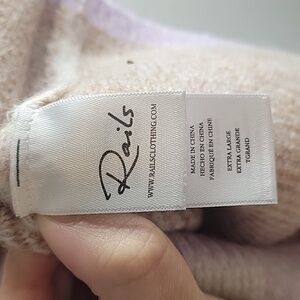 Rails
WWW.RAILSCLOTHING.COM
MADE IN CHINA
HECHO EN CHINA
FABRIQUÉ EN CHINE
EXTRA LARGE
EXTRA GRANDE
TGRAND